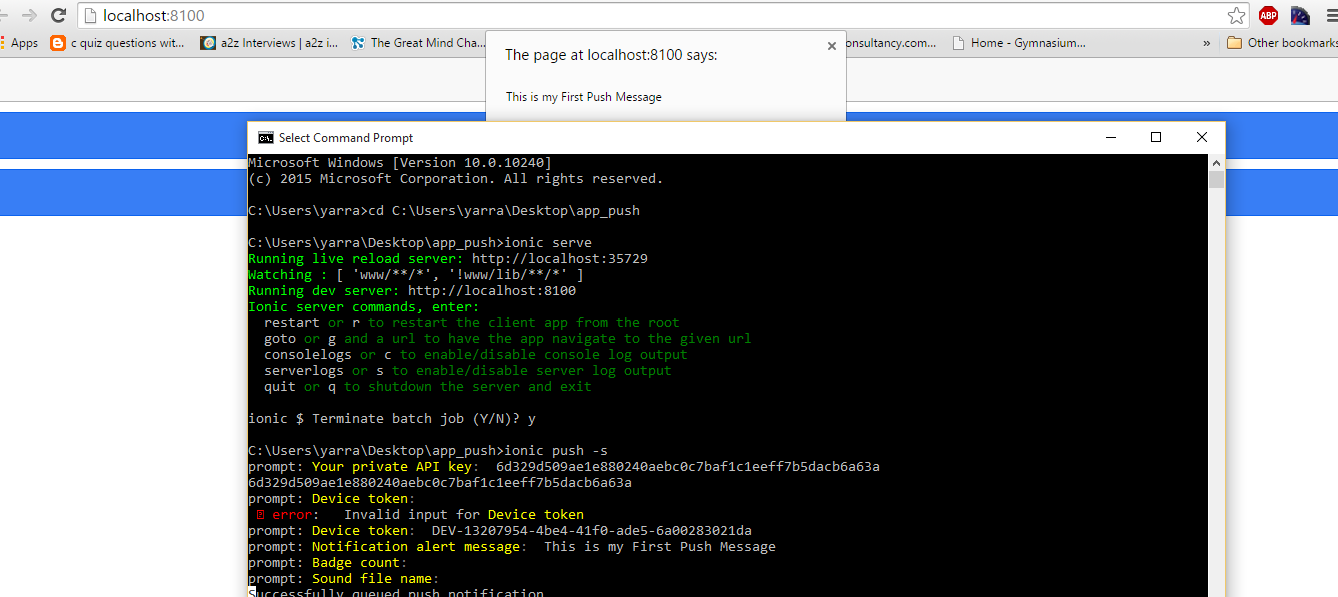 localhost:8100
ABP
Apps
c quiz questions wit...
a2z Interviews | a2z i...
The Great Mind Cha...
onsultancy.com...
Home - Gymnasium...
»
Other bookmarks
The page at localhost:8100 says:
This is my First Push Message
Select Command Prompt
Microsoft Windows [Version 10.0.10240]
(c) 2015 Microsoft Corporation. All rights reserved.
C:\Users\yarra>cd C:\Users\yarra\Desktop\app_push
C:\Users\yarra\Desktop\app_push>ionic serve
Running live reload server: http://localhost:35729
Watching : [ 'www/**/*', '!www/lib/**/*' ]
Running dev server: http://localhost:8100
Ionic server commands, enter:
restart or r to restart the client app from the root
goto or g and a url to have the app navigate to the given url
consolelogs or c to enable/disable console log output
serverlogs or s to enable/disable server log output
quit or q to shutdown the server and exit
ionic $ Terminate batch job (Y/N)? y
C:\Users\yarra\Desktop\app_push>ionic push -s
prompt: Your private API key:  6d329d509ae1e880240aebc0c7baf1c1eeff7b5dacb6a63a
6d329d509ae1e880240aebc0c7baf1c1eeff7b5dacb6a63a
prompt: Device token:
error:   Invalid input for Device token
prompt: Device token:  DEV-13207954-4be4-41f0-ade5-6a00283021da
prompt: Notification alert message:  This is my First Push Message
prompt: Badge count:
prompt: Sound file name:
Successfully queued push notification